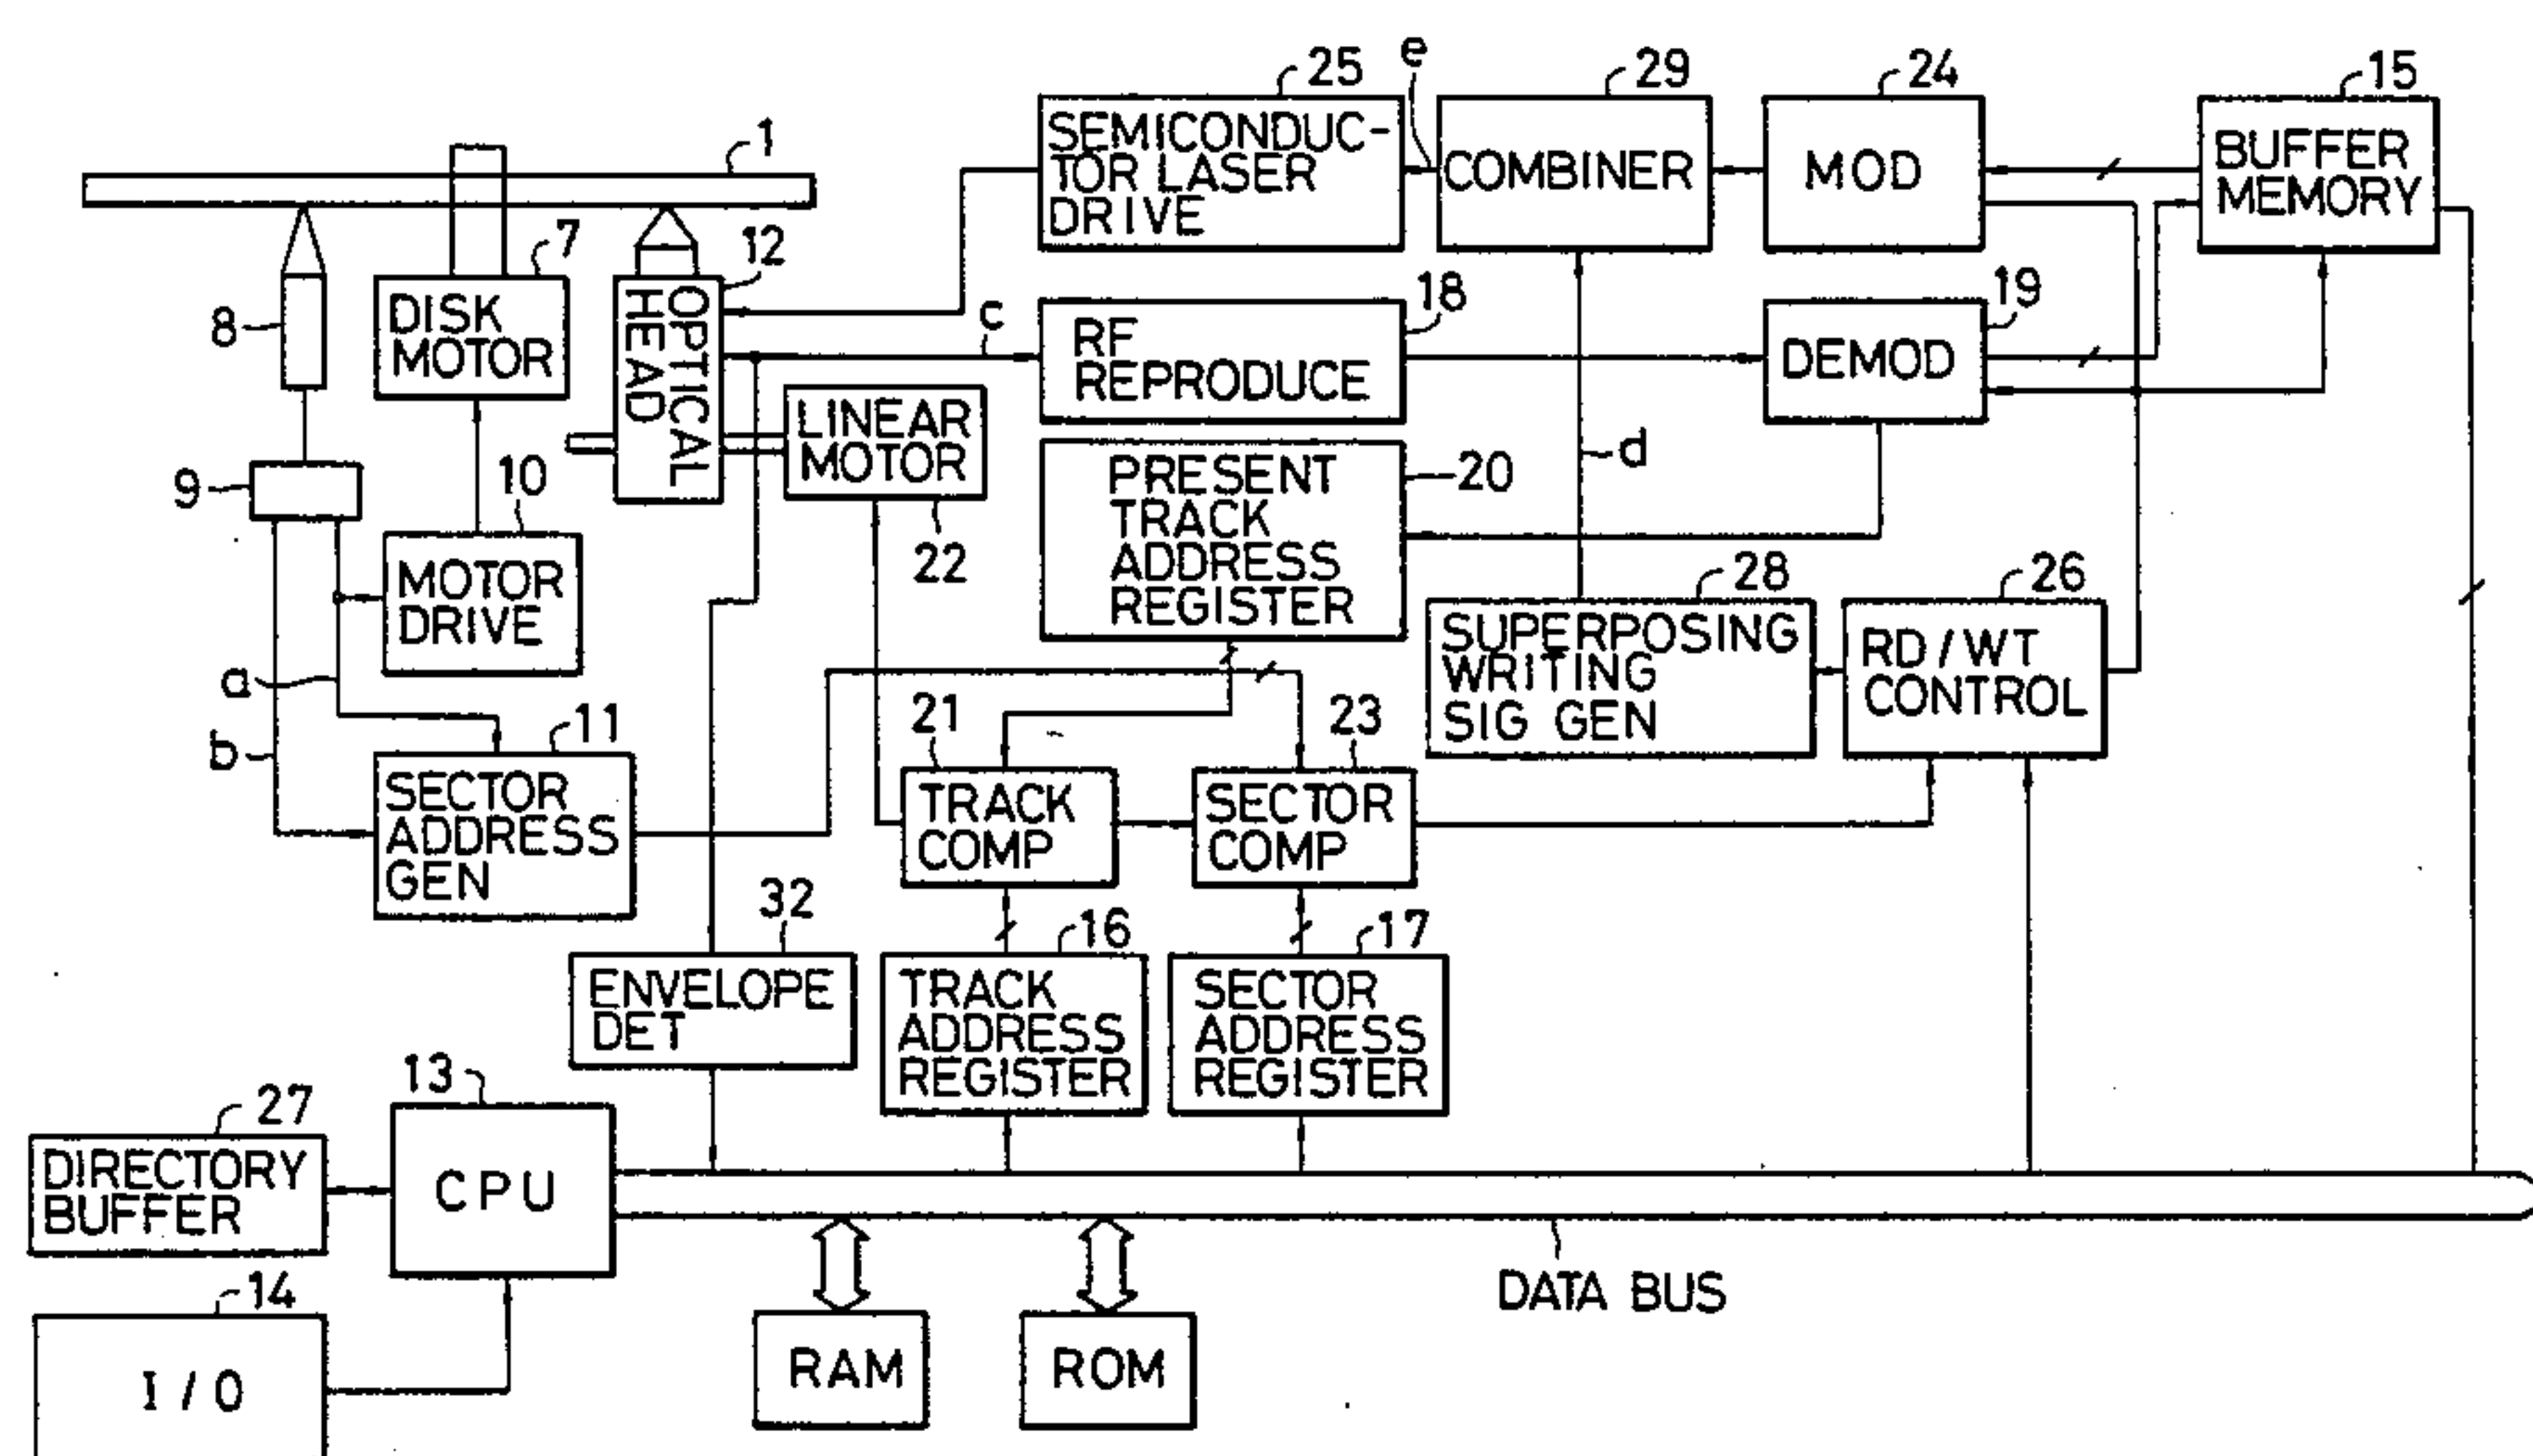 1
25
SEMICONDUC-
TOR LASER
DRIVE
e
29
COMBINER
24
MOD
15
BUFFER
MEMORY
8
7
DISK
MOTOR
12
OPTICAL
HEAD
c
18
RF
REPRODUCE
19
DEMOD
LINEAR
MOTOR
22
d
20
PRESENT
TRACK
ADDRESS
REGISTER
9
10
MOTOR
DRIVE
a
b
11
SECTOR
ADDRESS
GEN
28
SUPERPOSING
WRITING
SIG GEN
26
RD/WT
CONTROL
21
TRACK
COMP
23
SECTOR
COMP
32
ENVELOPE
DET
16
TRACK
ADDRESS
REGISTER
17
SECTOR
ADDRESS
REGISTER
27
DIRECTORY
BUFFER
13
CPU
14
I/O
RAM
ROM
DATA BUS